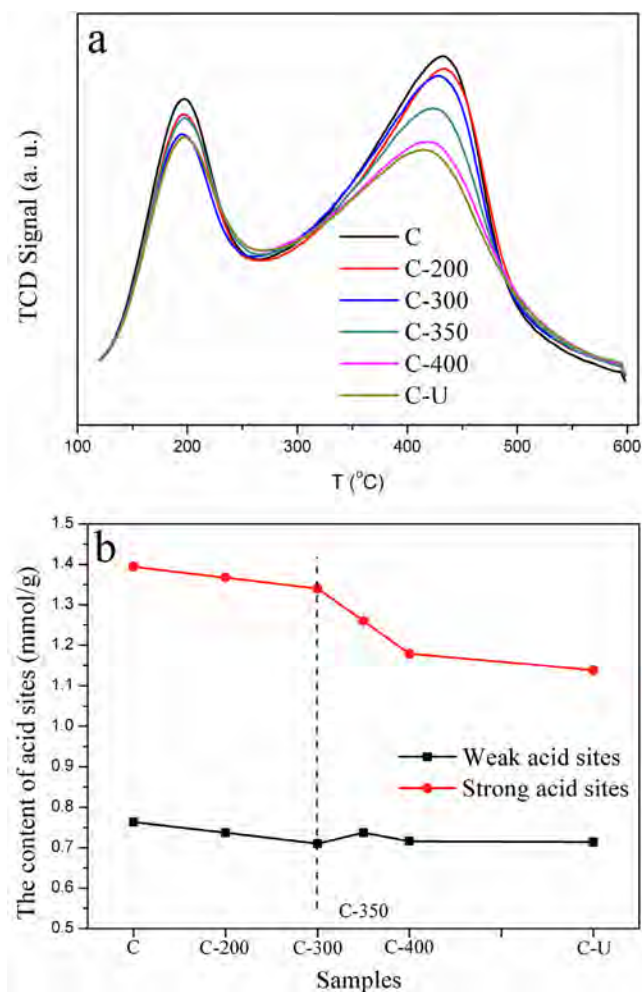 a
TCD Signal (a. u.)
C
C-200
C-300
C-350
C-400
C-U
100 200 300 400 500 600
T (°C)
b
The content of acid sites (mmol/g)
1.5
1.4
1.3
1.2
1.1
1.0
0.9
0.8
0.7
0.6
0.5
Weak acid sites
Strong acid sites
C-350
C C-200 C-300 C-400 C-U
Samples